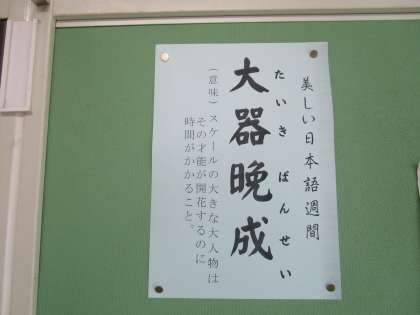 美しい日本語週間
たいきばんせい
大器晩成
（意味）スケールの大きな大人物は
その才能が開花するのに
時間がかかること。